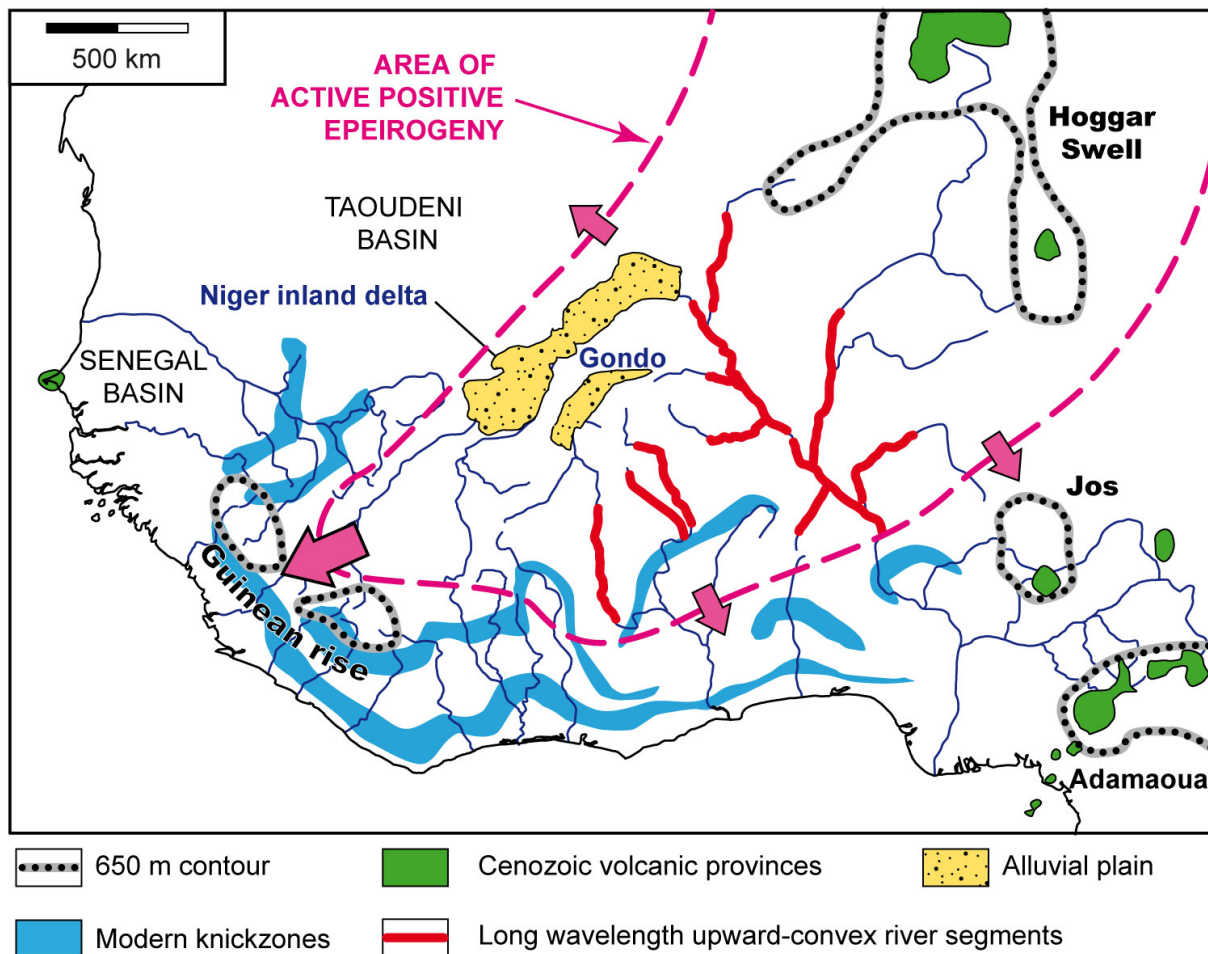 500 km
AREA OF
ACTIVE POSITIVE
EPEIROGENY
Hoggar
Swell
TAOUDENI
BASIN
Niger inland delta
Gondo
SENEGAL
BASIN
Jos
Guinean rise
Adamaoua
650 m contour
Cenozoic volcanic provinces
Alluvial plain
Modern knickzones
Long wavelength upward-convex river segments